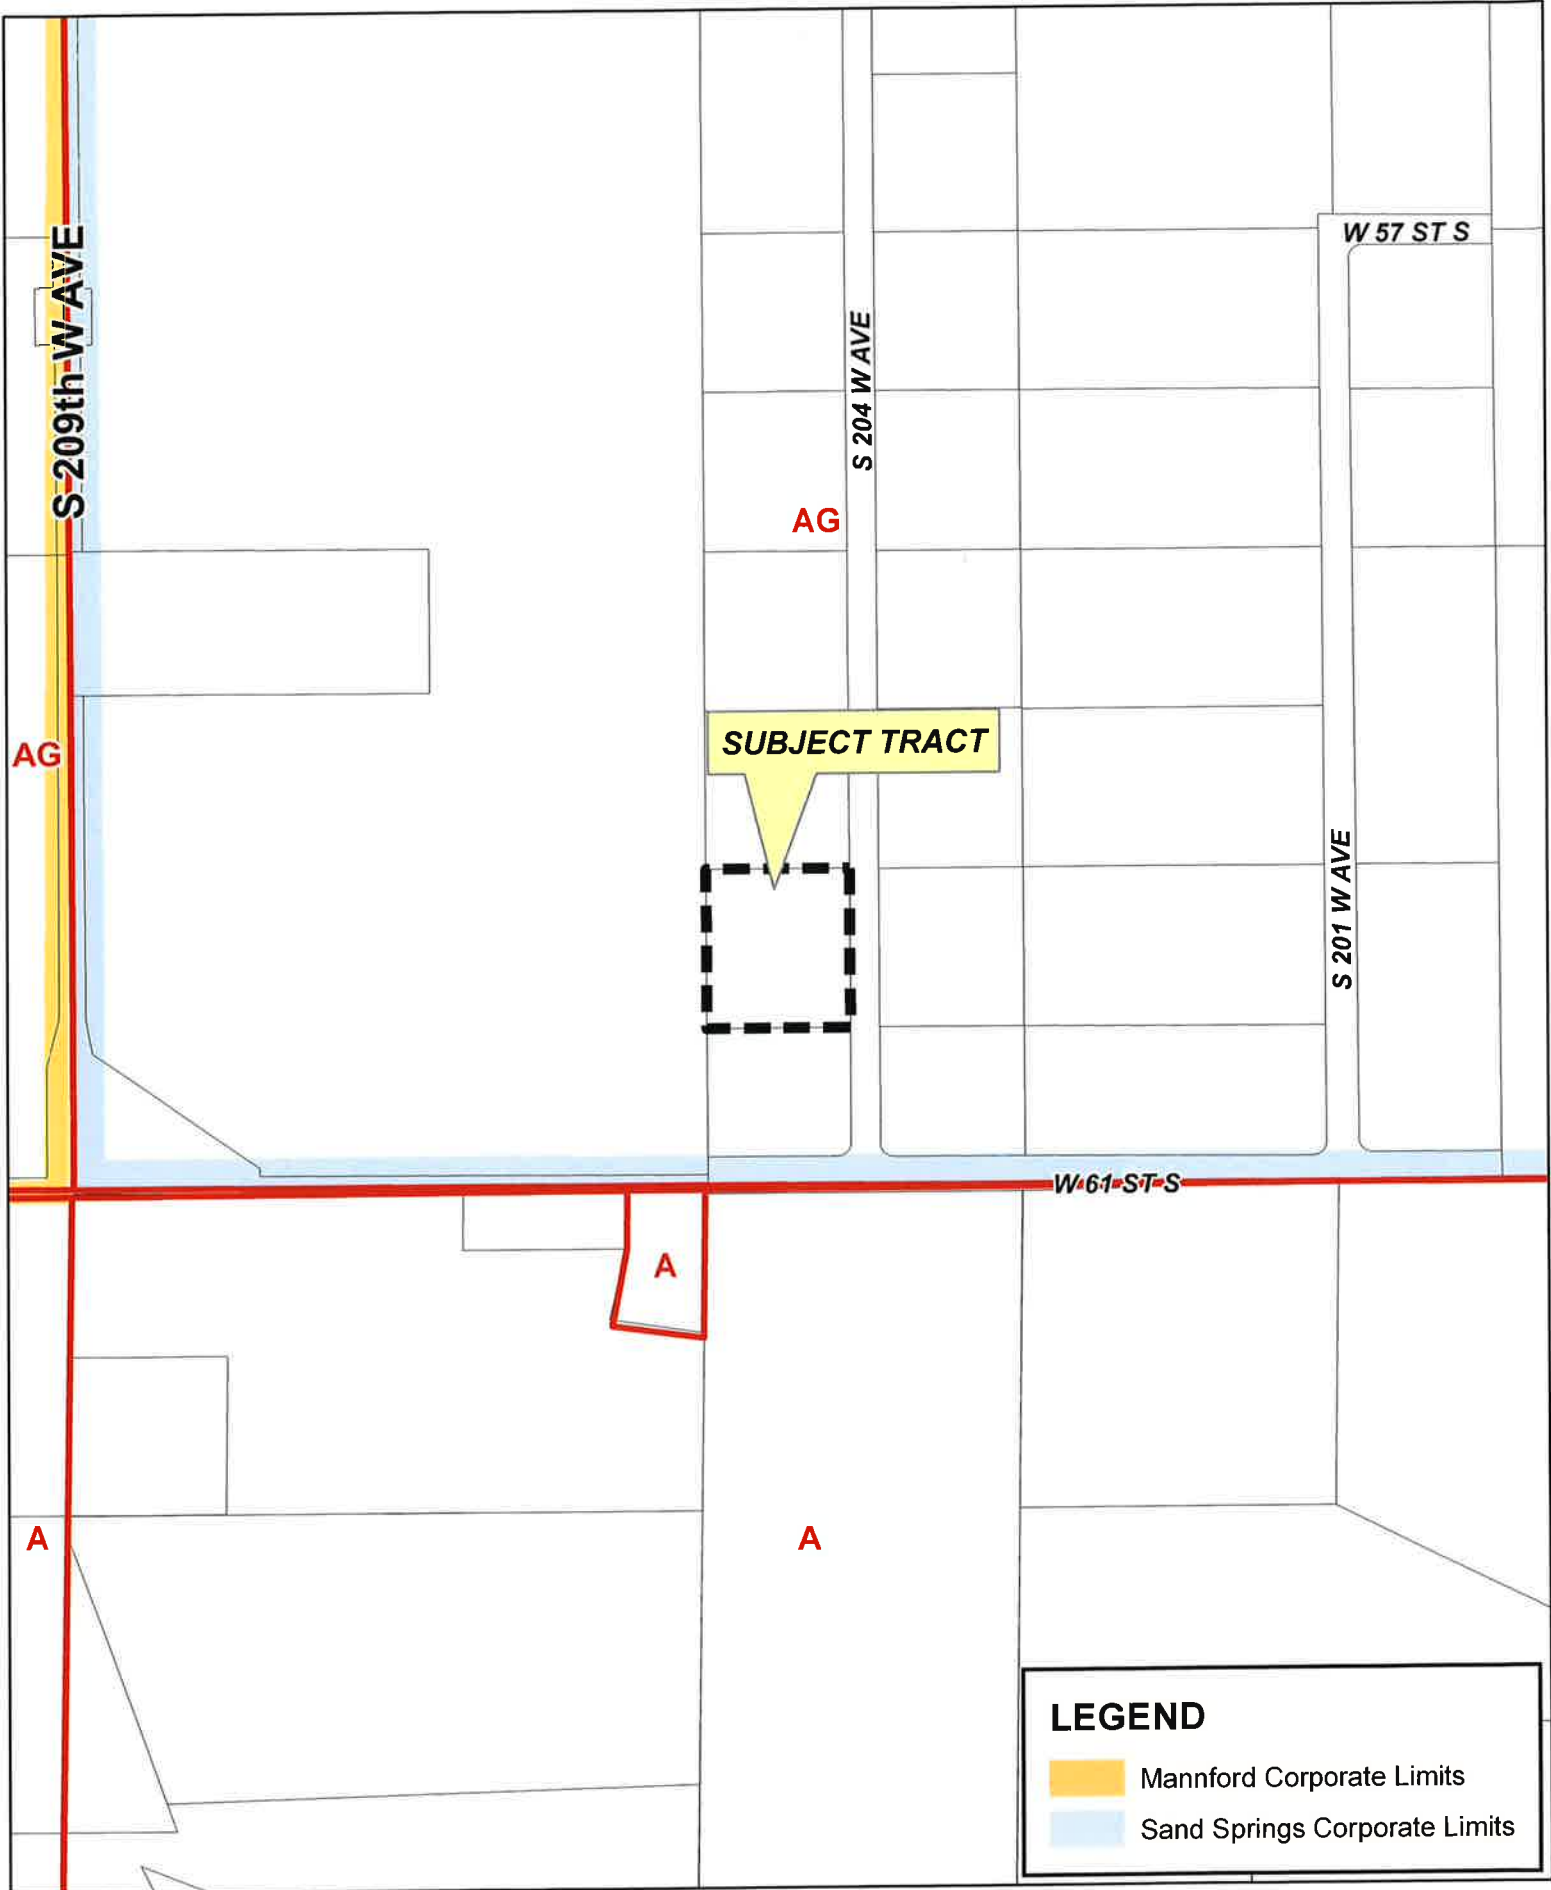 W 57 ST S
S 209th W AVE
S 204 W AVE
AG
SUBJECT TRACT
AG
S 201 W AVE
W 61 ST S
A
A
A
LEGEND
Mannford Corporate Limits
Sand Springs Corporate Limits